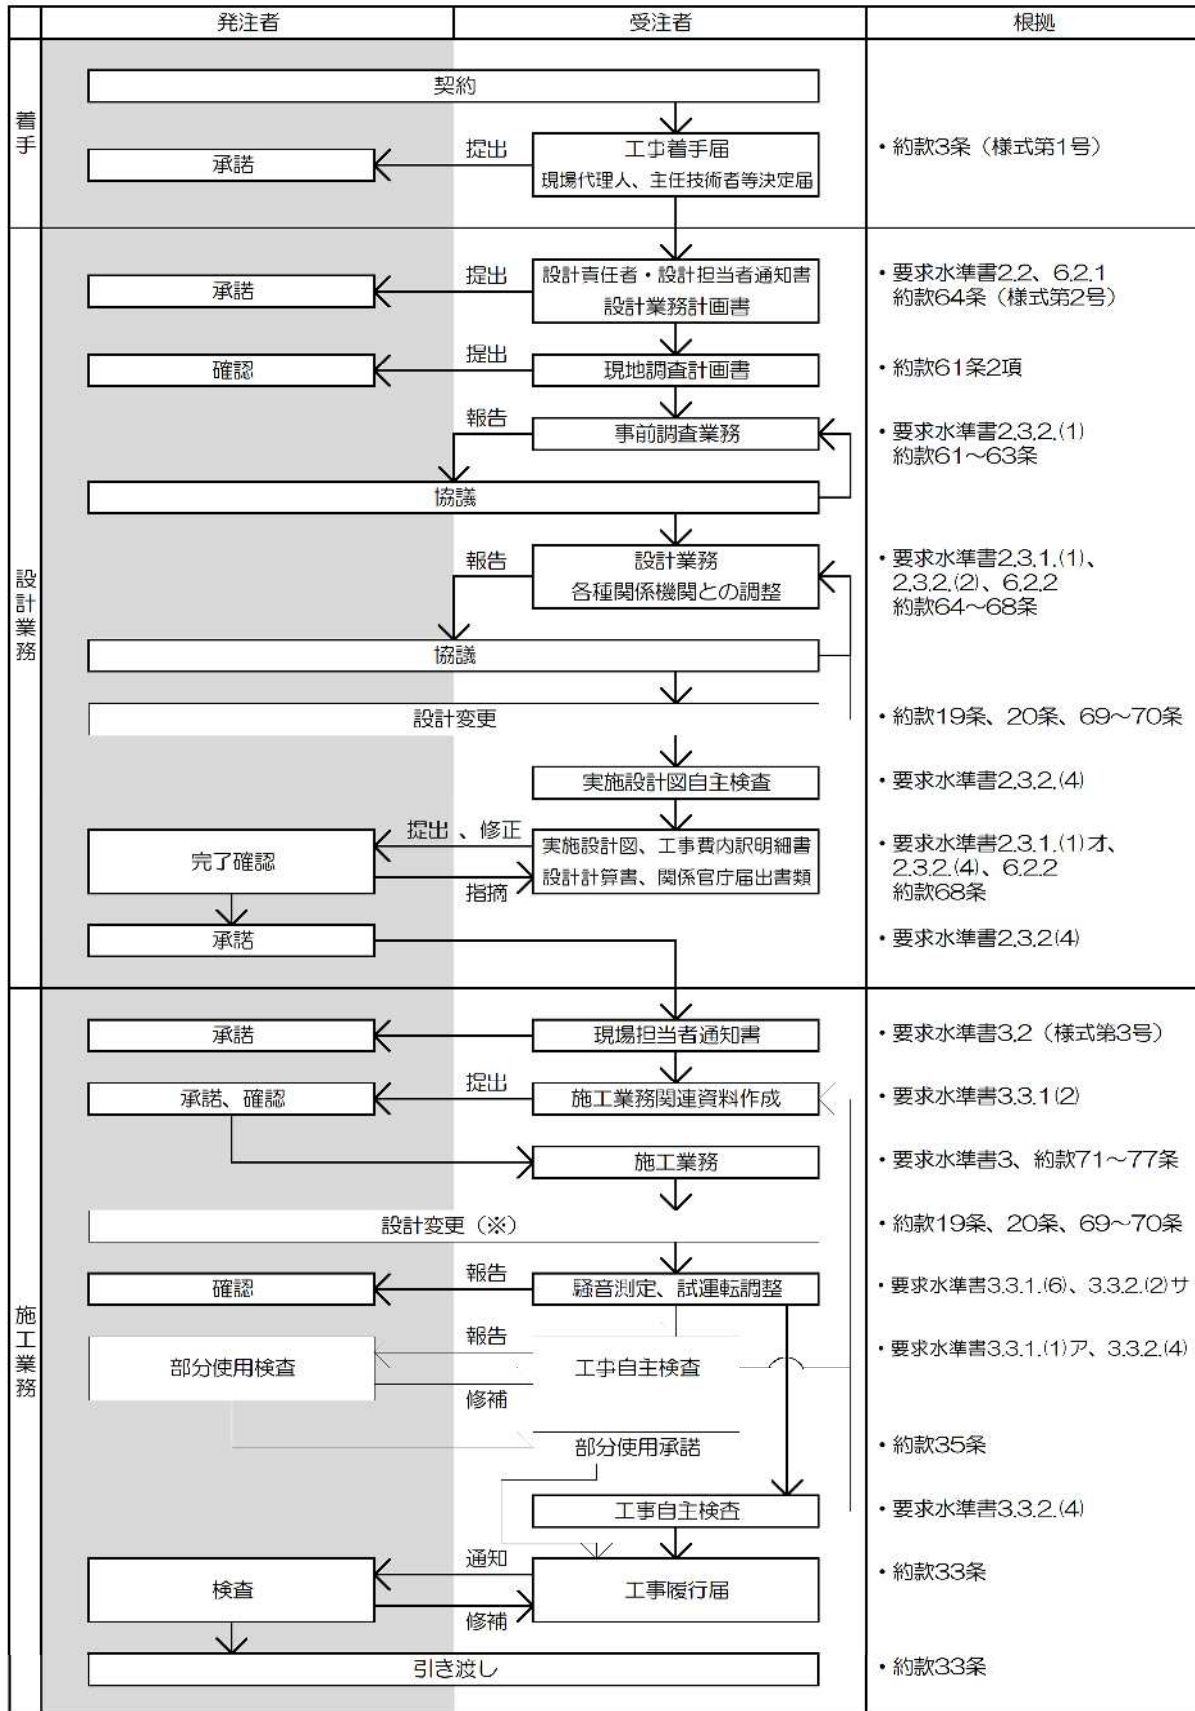 発注者
受注者
根拠
着手
契約
提出
工事着手届
現場代理人、主任技術者等決定届
承諾
・約款3条（様式第1号）
設計業務
提出
設計責任者・設計担当者通知書
設計業務計画書
承諾
・要求水準書2.2、6.2.1
約款64条（様式第2号）
提出
確認
現地調査計画書
・約款61条2項
報告
事前調査業務
・要求水準書2.3.2.(1)
約款61～63条
協議
報告
設計業務
各種関係機関との調整
・要求水準書2.3.1.(1)、
2.3.2.(2)、6.2.2
約款64～68条
協議
設計変更
・約款19条、20条、69～70条
実施設計図自主検査
・要求水準書2.3.2.(4)
提出、修正
完了確認
実施設計図、工事費内訳明細書
設計計算書、関係官庁届出書類
指摘
・要求水準書2.3.1.(1)オ、
2.3.2.(4)、6.2.2
約款68条
承諾
・要求水準書2.3.2(4)
施工業務
承諾
現場担当者通知書
・要求水準書3.2（様式第3号）
提出
承諾、確認
施工業務関連資料作成
・要求水準書3.3.1(2)
施工業務
・要求水準書3、約款71～77条
設計変更（※）
・約款19条、20条、69～70条
報告
確認
騒音測定、試運転調整
・要求水準書3.3.1.(6)、3.3.2.(2)サ
報告
部分使用検査
工事自主検査
修補
・要求水準書3.3.1.(1)ア、3.3.2.(4)
部分使用承諾
・約款35条
工事自主検査
・要求水準書3.3.2.(4)
通知
検査
工事履行届
修補
・約款33条
引き渡し
・約款33条